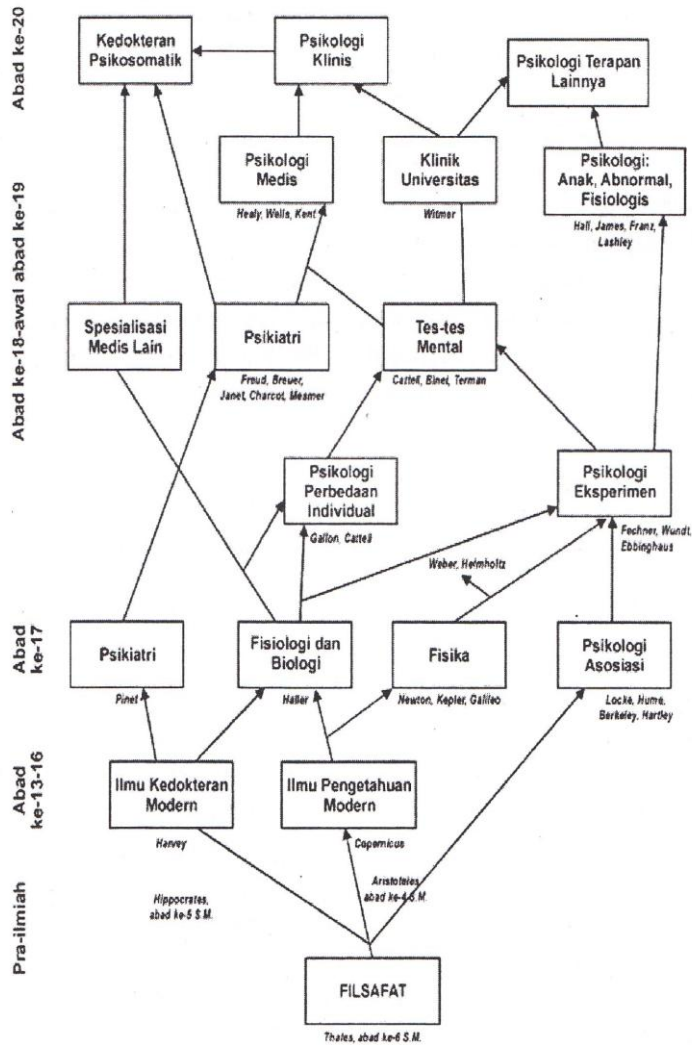 Abad ke-20
Kedokteran
Psikosomatik
Psikologi
Klinis
Psikologi Terapan
Lainnya
Abad ke-18-awal abad ke-19
Psikologi
Medis
Healy, Wells, Kent
Klinik
Universitas
Witmer
Psikologi:
Anak, Abnormal,
Fisiologis
Hall, James, Franz,
Lashley
Spesialisasi
Medis Lain
Psikiatri
Freud, Breuer,
Janet, Charcot, Mesmer
Tes-tes
Mental
Cattell, Binet, Terman
Psikologi
Perbedaan
Individual
Gallon, Cattell
Psikologi
Eksperimen
Fechner, Wundt,
Ebbinghaus
Weber, Helmholtz
Abad
ke-17
Psikiatri
Pinet
Fisiologi dan
Biologi
Haller
Fisika
Newton, Kepler, Galileo
Psikologi
Asosiasi
Locke, Hume,
Berkeley, Hartley
Abad
ke-13-16
Ilmu Kedokteran
Modern
Harvey
Ilmu Pengetahuan
Modern
Copernicus
Pra-ilmiah
Hippocrates,
abad ke-5 S.M.
Aristoteles,
abad ke-4 S.M.
FILSAFAT
Thales, abad ke-6 S.M.